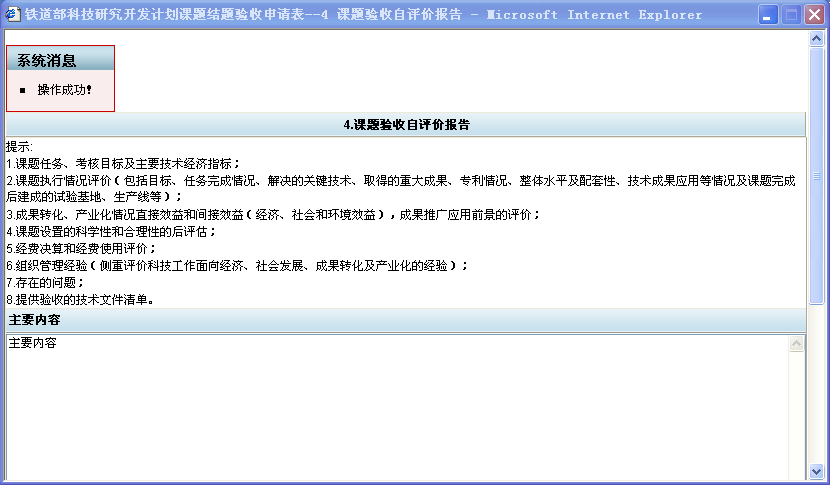 铁道部科技研究开发计划课题结题验收申请表--4 课题验收自评价报告 - Microsoft Internet Explorer
系统消息
▪ 操作成功!
4.课题验收自评价报告
提示:
1.课题任务、考核目标及主要技术经济指标；
2.课题执行情况评价（包括目标、任务完成情况、解决的关键技术、取得的重大成果、专利情况、整体水平及配套性、技术成果应用等情况及课题完成
后建成的试验基地、生产线等）；
3.成果转化、产业化情况直接效益和间接效益（经济、社会和环境效益），成果推广应用前景的评价；
4.课题设置的科学性和合理性的后评估；
5.经费决算和经费使用评价；
6.组织管理经验（侧重评价科技工作面向经济、社会发展、成果转化及产业化的经验）；
7.存在的问题；
8.提供验收的技术文件清单。
主要内容
主要内容